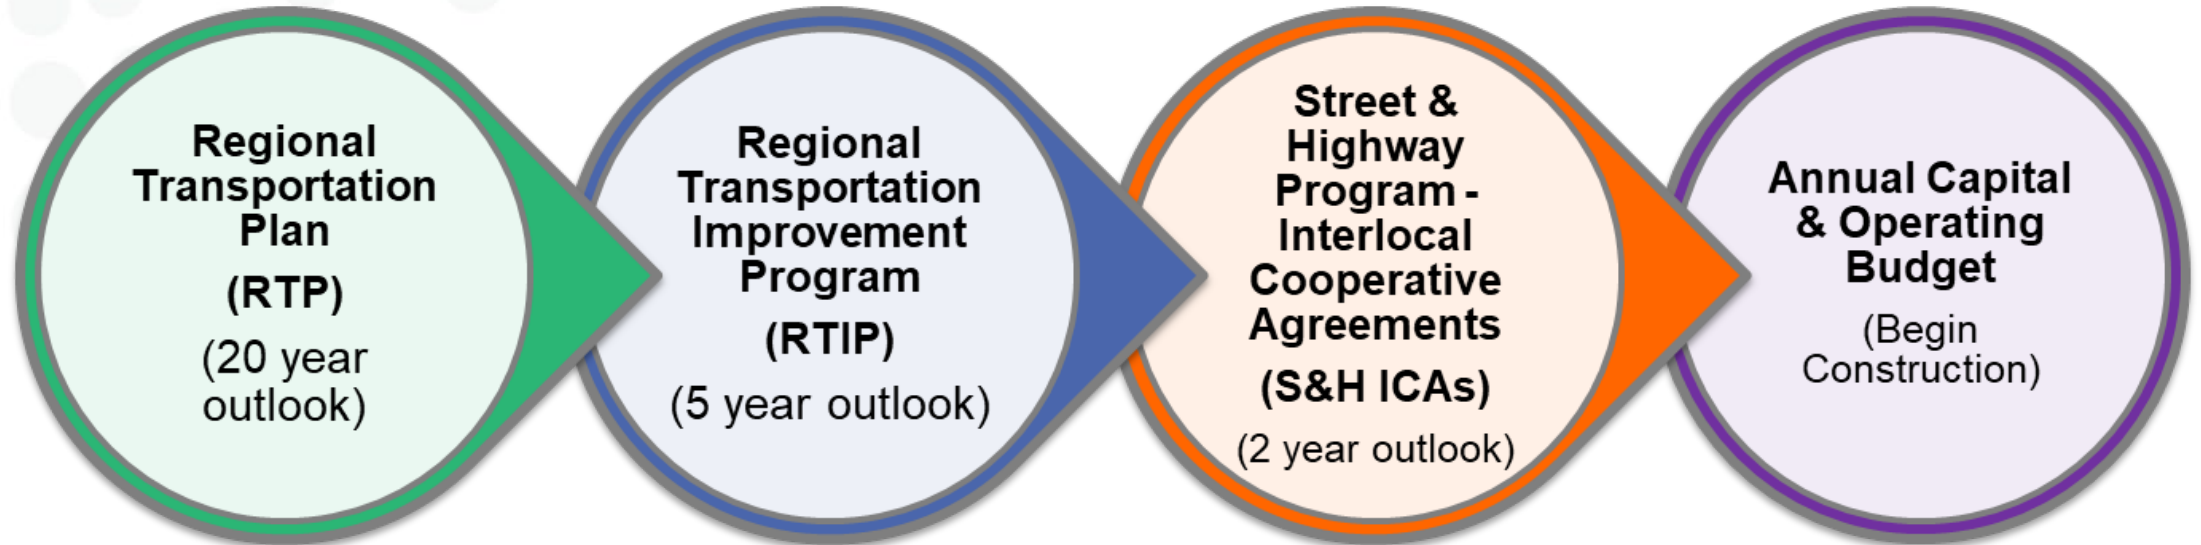 Regional
Transportation
Plan
(RTP)
(20 year
outlook)
Regional
Transportation
Improvement
Program
(RTIP)
(5 year outlook)
Street &
Highway
Program -
Interlocal
Cooperative
Agreements
(S&H ICAs)
(2 year outlook)
Annual Capital
& Operating
Budget
(Begin
Construction)